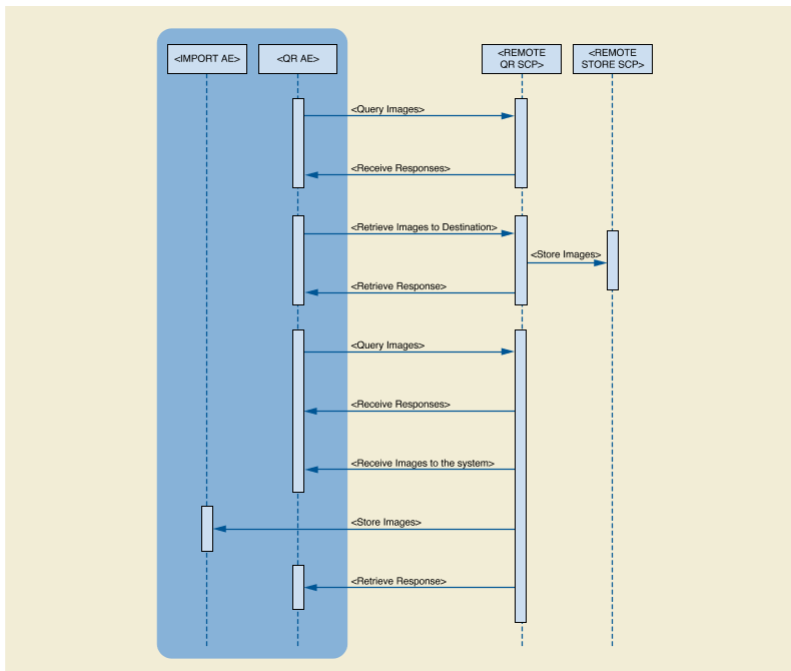 <IMPORT AE>
<QR AE>
<REMOTE
QR SCP>
<REMOTE
STORE SCP>
<Query Images>
<Receive Responses>
<Retrieve Images to Destination>
<Store Images>
<Retrieve Response>
<Query Images>
<Receive Responses>
<Receive Images to the system>
<Store Images>
<Retrieve Response>